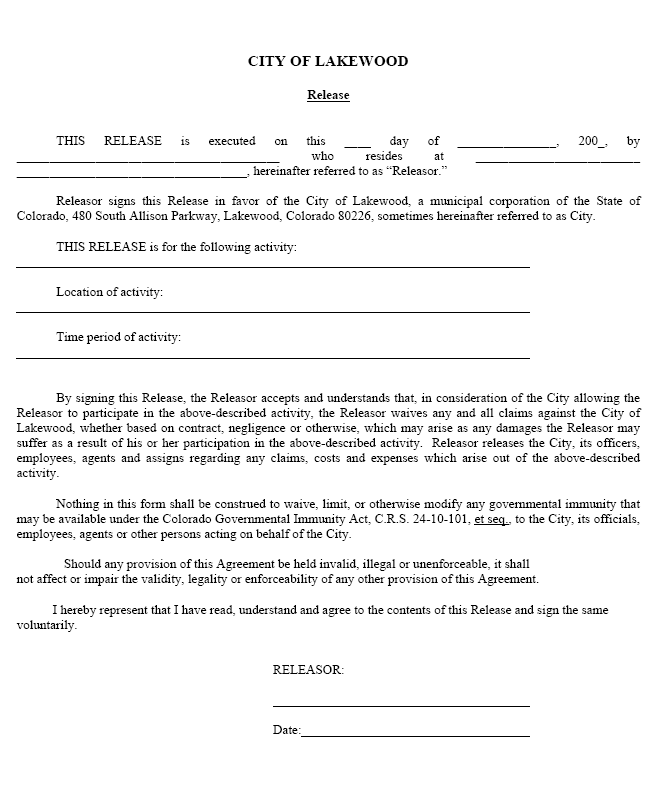 CITY OF LAKEWOOD
Release
THIS RELEASE is executed on this ____ day of _______________, 200_, by
________________________________________ who resides at _________________________
___________________________________, hereinafter referred to as “Releasor.”
Releasor signs this Release in favor of the City of Lakewood, a municipal corporation of the State of
Colorado, 480 South Allison Parkway, Lakewood, Colorado 80226, sometimes hereinafter referred to as City.
THIS RELEASE is for the following activity:
Location of activity:
Time period of activity:
By signing this Release, the Releasor accepts and understands that, in consideration of the City allowing the
Releasor to participate in the above-described activity, the Releasor waives any and all claims against the City of
Lakewood, whether based on contract, negligence or otherwise, which may arise as any damages the Releasor may
suffer as a result of his or her participation in the above-described activity. Releasor releases the City, its officers,
employees, agents and assigns regarding any claims, costs and expenses which arise out of the above-described
activity.
Nothing in this form shall be construed to waive, limit, or otherwise modify any governmental immunity that
may be available under the Colorado Governmental Immunity Act, C.R.S. 24-10-101, et seq., to the City, its officials,
employees, agents or other persons acting on behalf of the City.
Should any provision of this Agreement be held invalid, illegal or unenforceable, it shall
not affect or impair the validity, legality or enforceability of any other provision of this Agreement.
I hereby represent that I have read, understand and agree to the contents of this Release and sign the same
voluntarily.
RELEASOR:
Date: